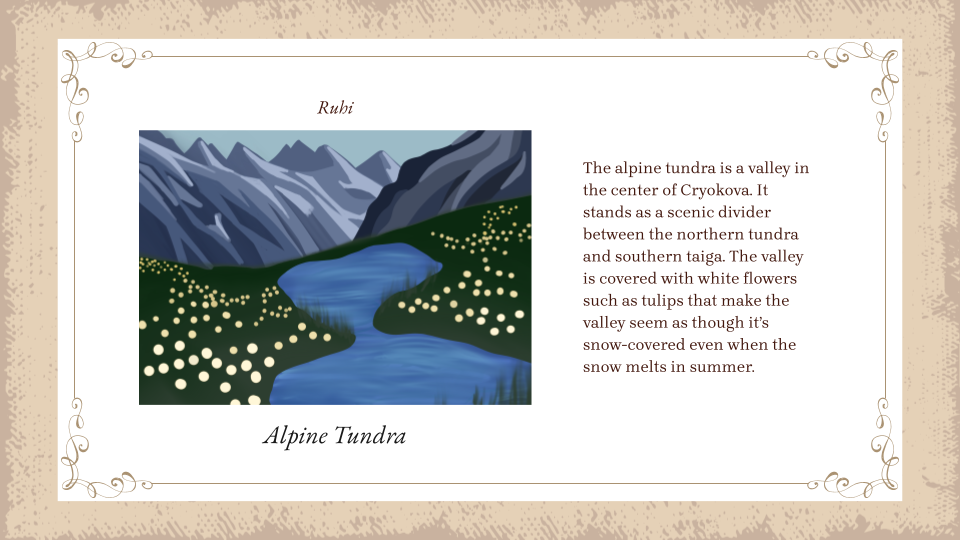 Ruhi
Alpine Tundra
The alpine tundra is a valley in
the center of Cryokova. It
stands as a scenic divider
between the northern tundra
and southern taiga. The valley
is covered with white flowers
such as tulips that make the
valley seem as though it's
snow-covered even when the
snow melts in summer.